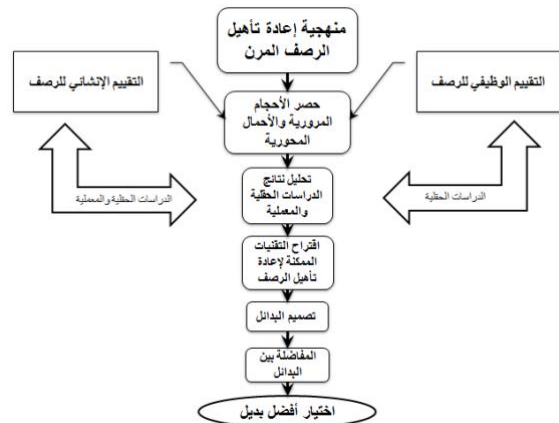 منهجية إعادة تأهيل
الرصف المرن
التقييم الوظيفي للرصف
التقييم الإنشائي للرصف
حصر الأحجام
المرورية والأحمال
المحورية
الدراسات الحقلية
الدراسات الحقلية والمعملية
تحليل نتائج
الدراسات الحقلية
والمعملية
اقتراح التقنيات
الممكنة لإعادة
تأهيل الرصف
تصميم البدائل
المفاضلة بين
البدائل
اختيار أفضل بديل